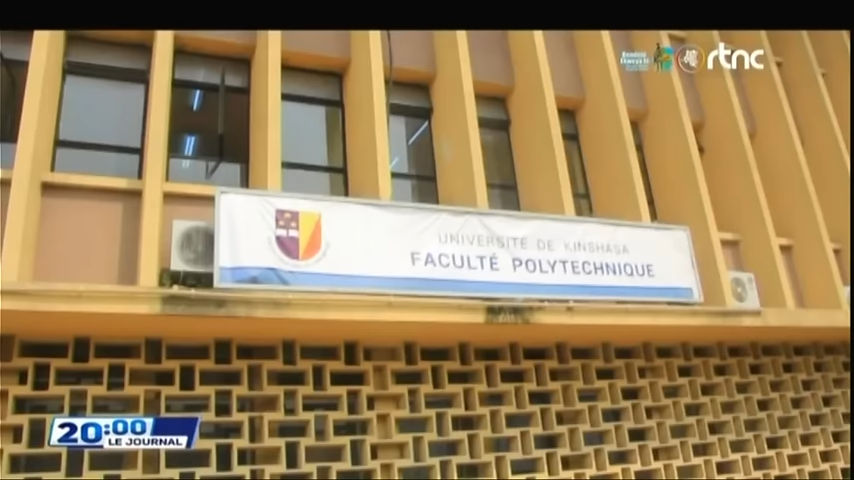 rtnc
UNIVERSITÉ DE KINSHASA
FACULTÉ POLYTECHNIQUE
20:00
LE JOURNAL